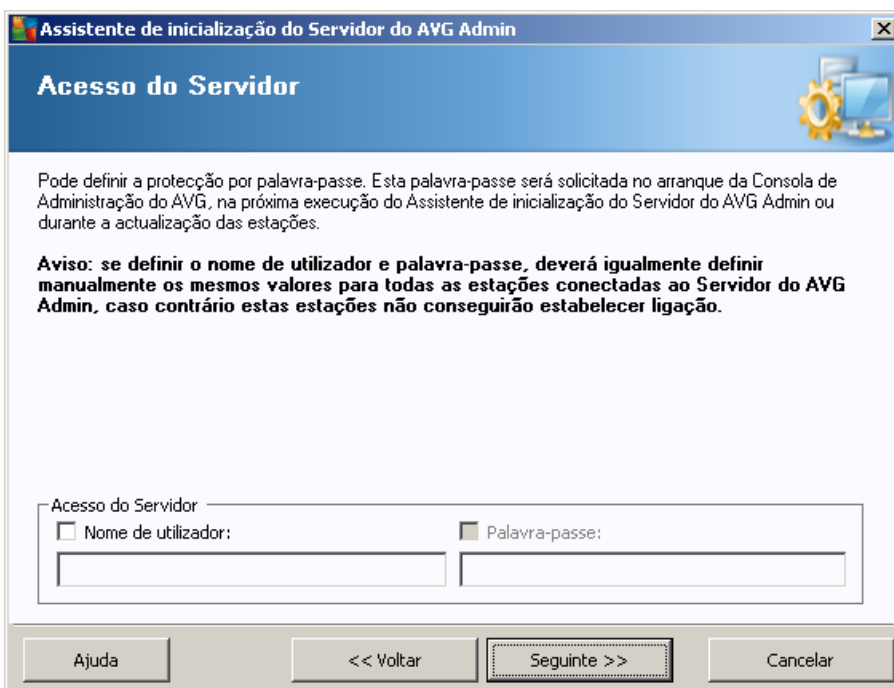 Assistente de inicialização do Servidor do AVG Admin
Acesso do Servidor
Pode definir a protecção por palavra-passe. Esta palavra-passe será solicitada no arranque da Consola de
Administração do AVG, na próxima execução do Assistente de inicialização do Servidor do AVG Admin ou
durante a actualização das estações.
Aviso: se definir o nome de utilizador e palavra-passe, deverá igualmente definir
manualmente os mesmos valores para todas as estações conectadas ao Servidor do AVG
Admin, caso contrário estas estações não conseguirão estabelecer ligação.
Acesso do Servidor
Nome de utilizador:
Palavra-passe:
Ajuda
<< Voltar
Seguinte >>
Cancelar